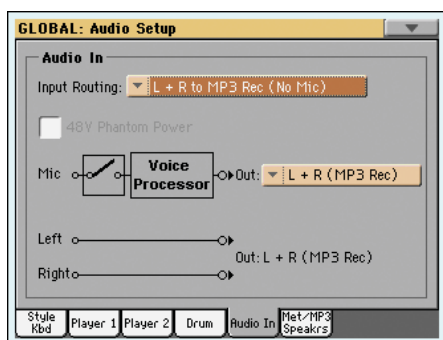 GLOBAL: Audio Setup
Audio In
Input Routing: L + R to MP3 Rec (No Mic)
48V Phantom Power
Mic Voice Processor Out: L + R (MP3 Rec)
Left
Out: L + R (MP3 Rec)
Right
Style Kbd Player 1 Player 2 Drum Audio In Met/MP3 Speakrs